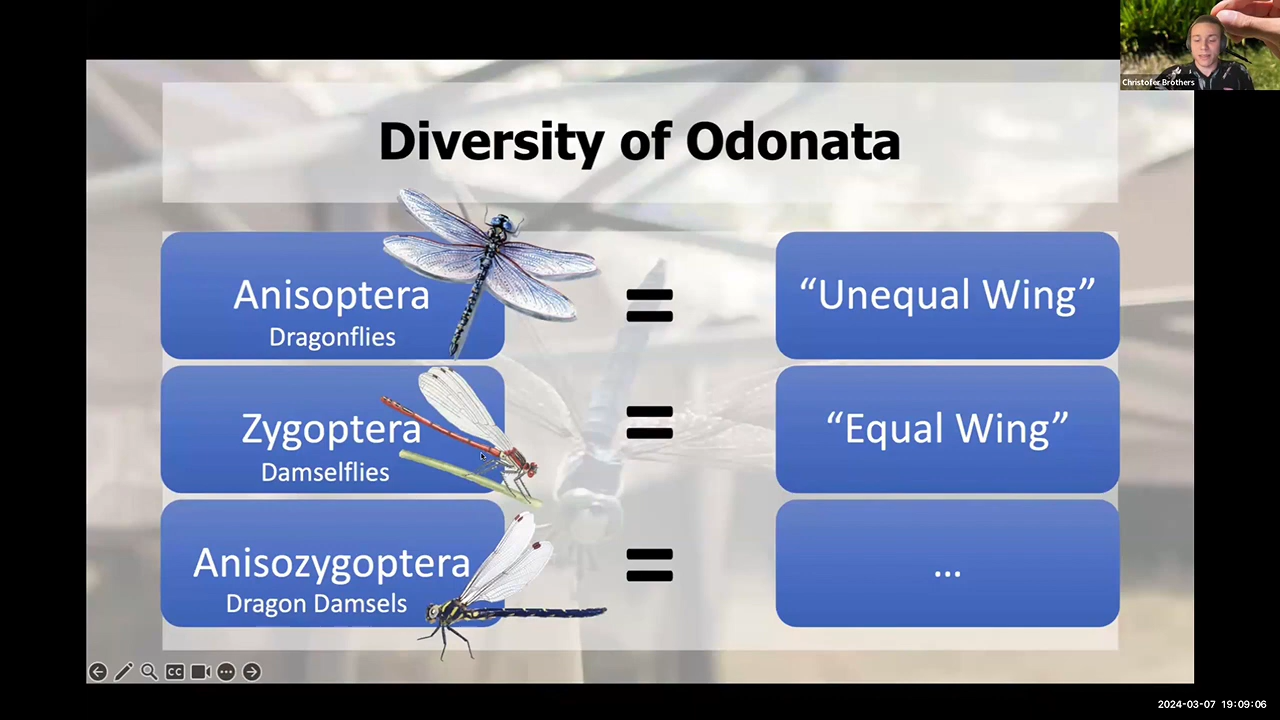 Christofer Brothers
Diversity of Odonata
Anisoptera
Dragonflies
=
“Unequal Wing”
Zygoptera
Damselflies
=
“Equal Wing”
Anisozygoptera
Dragon Damsels
=
...
CC
2024-03-07 19:09:06